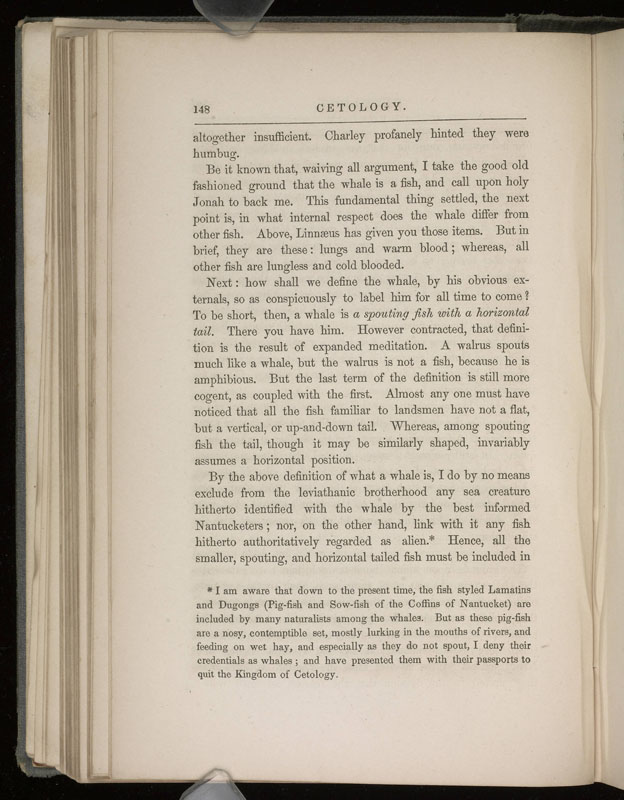 148 CETOLOGY.
altogether insufficient. Charley profanely hinted they were
humbug.
Be it known that, waiving all argument, I take the good old
fashioned ground that the whale is a fish, and call upon holy
Jonah to back me. This fundamental thing settled, the next
point is, in what internal respect does the whale differ from
other fish. Above, Linnæus has given you those items. But in
brief, they are these: lungs and warm blood; whereas, all
other fish are lungless and cold blooded.
Next: how shall we define the whale, by his obvious ex-
ternals, so as conspicuously to label him for all time to come?
To be short, then, a whale is a spouting fish with a horizontal
tail. There you have him. However contracted, that defini-
tion is the result of expanded meditation. A walrus spouts
much like a whale, but the walrus is not a fish, because he is
amphibious. But the last term of the definition is still more
cogent, as coupled with the first. Almost any one must have
noticed that all the fish familiar to landsmen have not a flat,
but a vertical, or up-and-down tail. Whereas, among spouting
fish the tail, though it may be similarly shaped, invariably
assumes a horizontal position.
By the above definition of what a whale is, I do by no means
exclude from the leviathanic brotherhood any sea creature
hitherto identified with the whale by the best informed
Nantucketers; nor, on the other hand, link with it any fish
hitherto authoritatively regarded as alien.* Hence, all the
smaller, spouting, and horizontal tailed fish must be included in
* I am aware that down to the present time, the fish styled Lamatins
and Dugongs (Pig-fish and Sow-fish of the Coffins of Nantucket) are
included by many naturalists among the whales. But as these pig-fish
are a nosy, contemptible set, mostly lurking in the mouths of rivers, and
feeding on wet hay, and especially as they do not spout, I deny their
credentials as whales; and have presented them with their passports to
quit the Kingdom of Cetology.